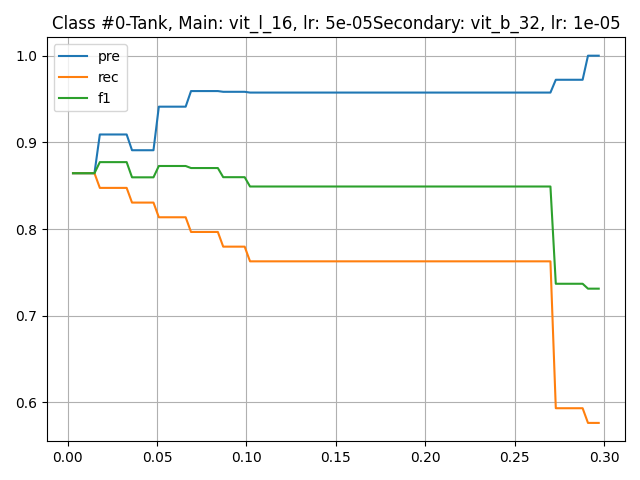 Class #0-Tank, Main: vit_l_16, lr: 5e-05Secondary: vit_b_32, lr: 1e-05
pre
rec
f1
1.0
0.9
0.8
0.7
0.6
0.00 0.05 0.10 0.15 0.20 0.25 0.30